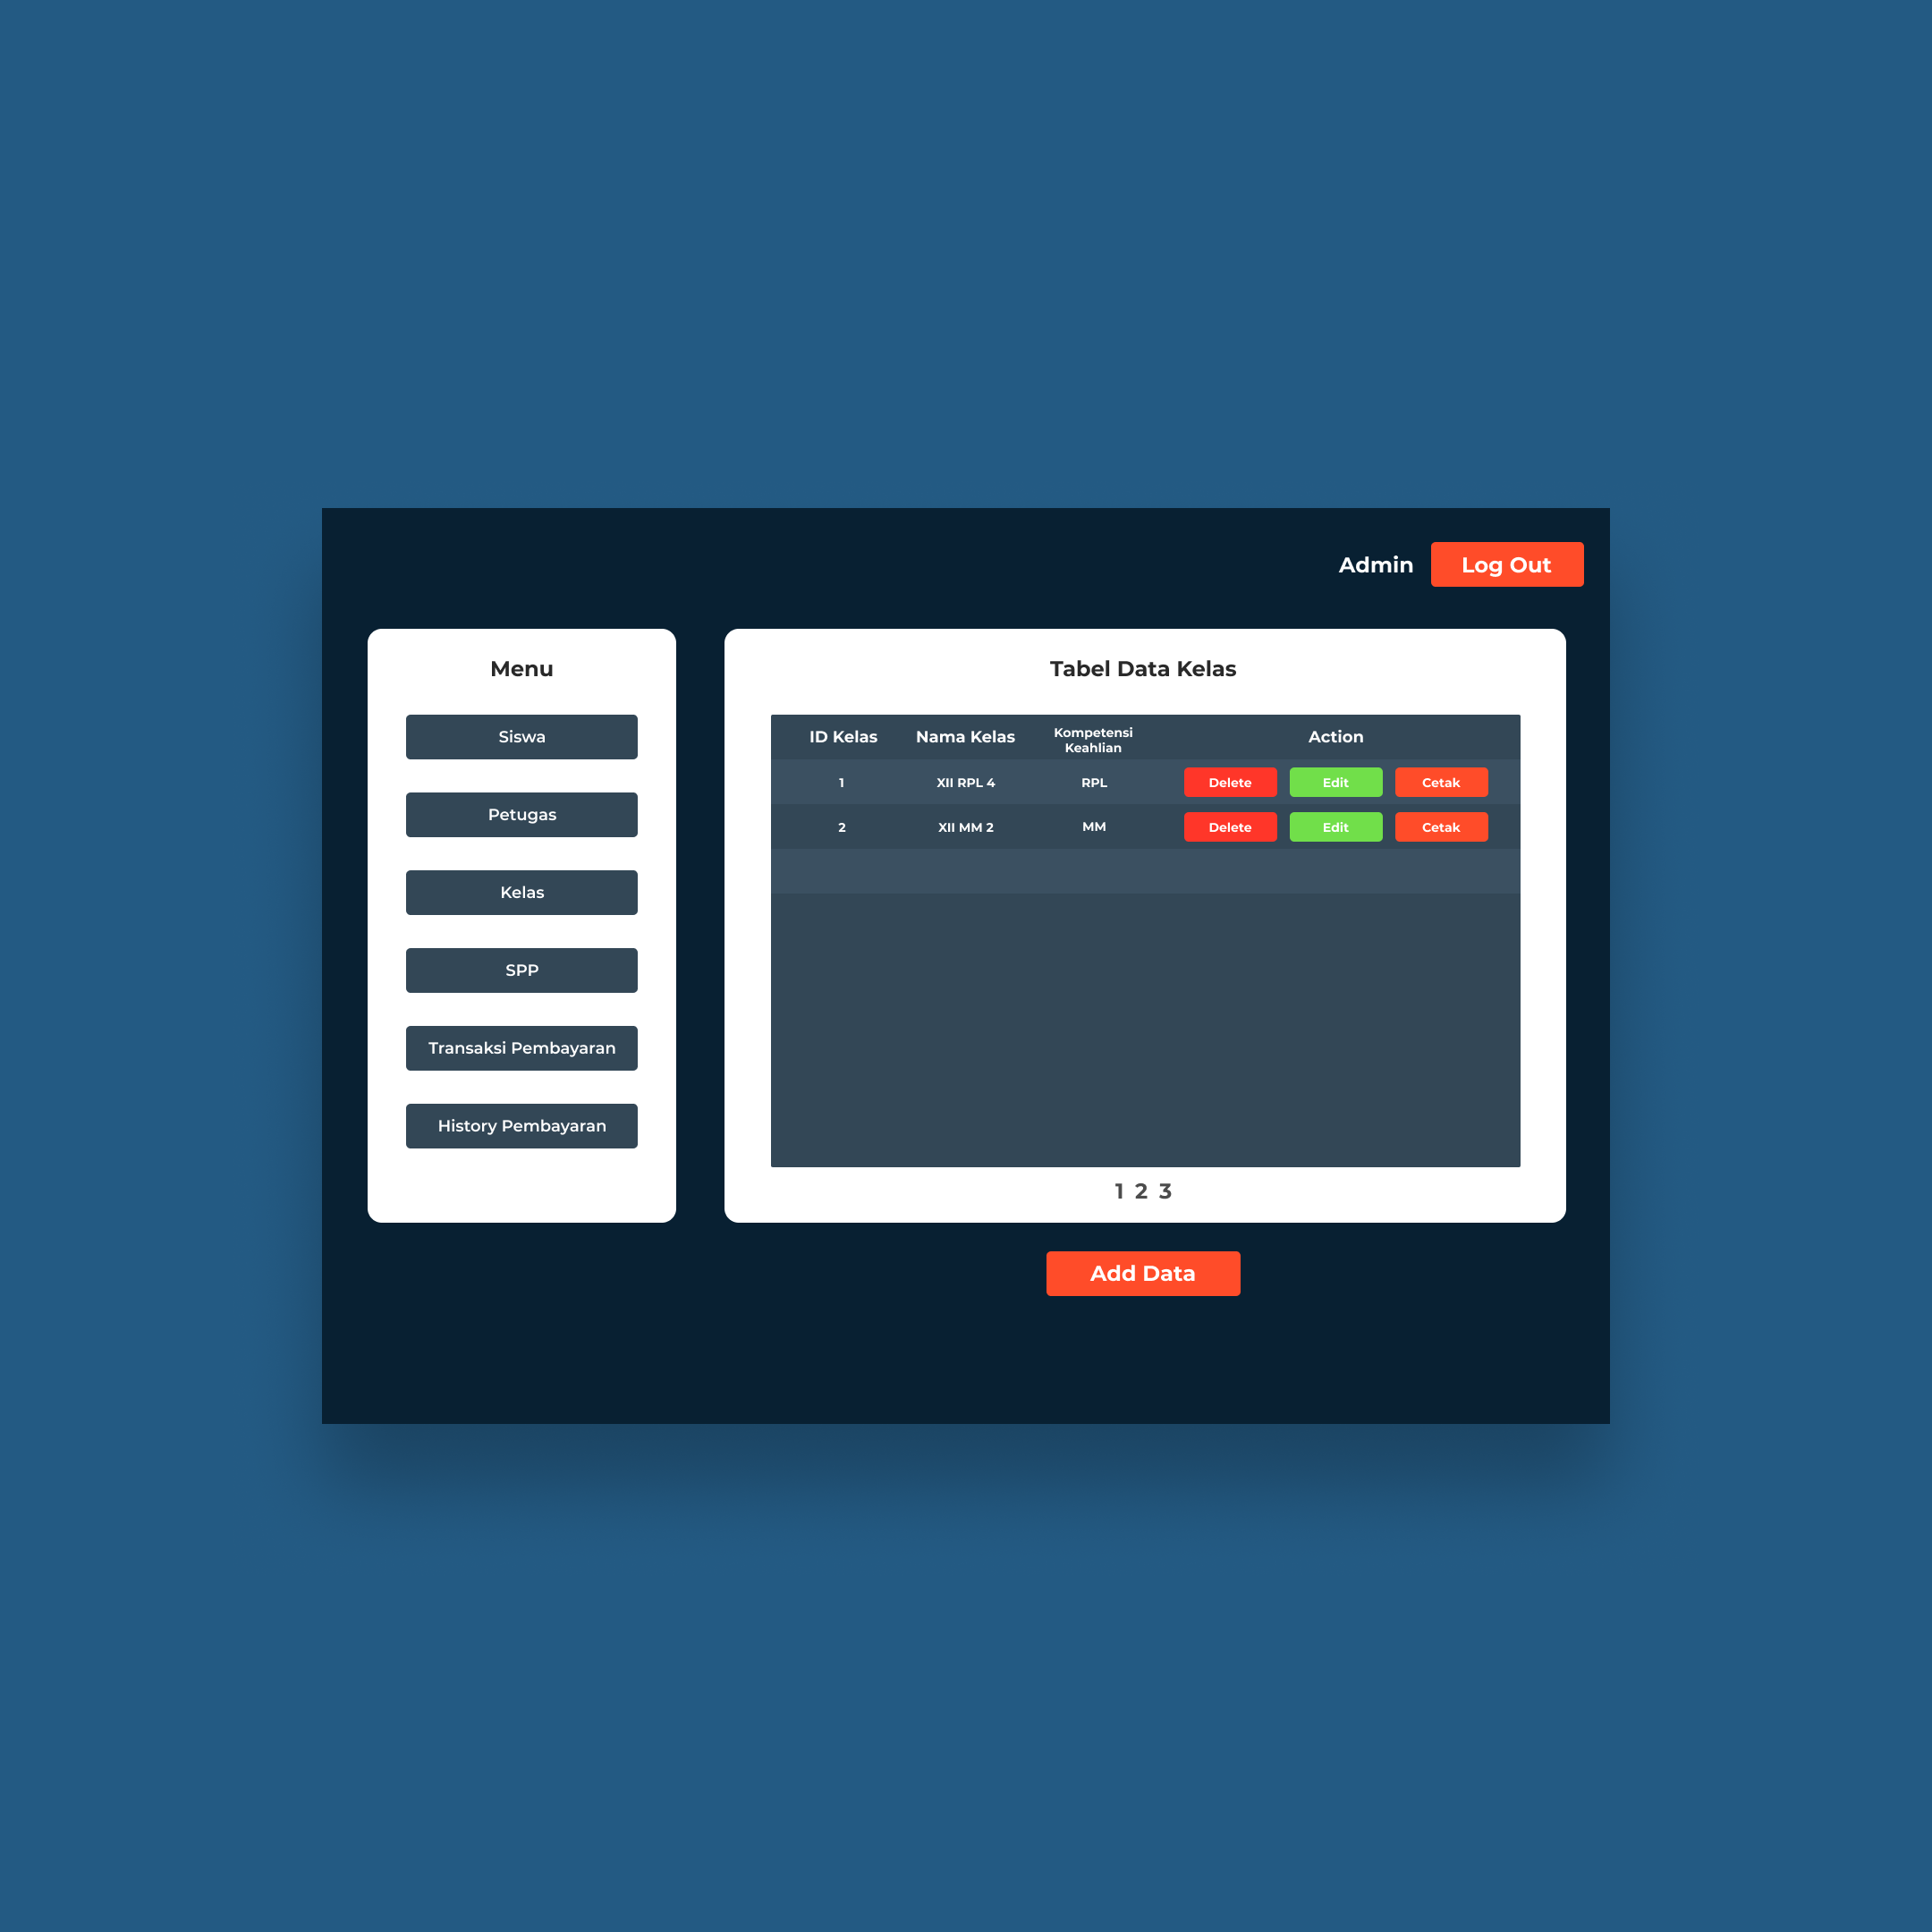 Admin Log Out
Menu
Siswa
Petugas
Kelas
SPP
Transaksi Pembayaran
History Pembayaran
Tabel Data Kelas
ID Kelas Nama Kelas Kompetensi Keahlian Action
1 XII RPL 4 RPL Delete Edit Cetak
2 XII MM 2 MM Delete Edit Cetak
1 2 3
Add Data